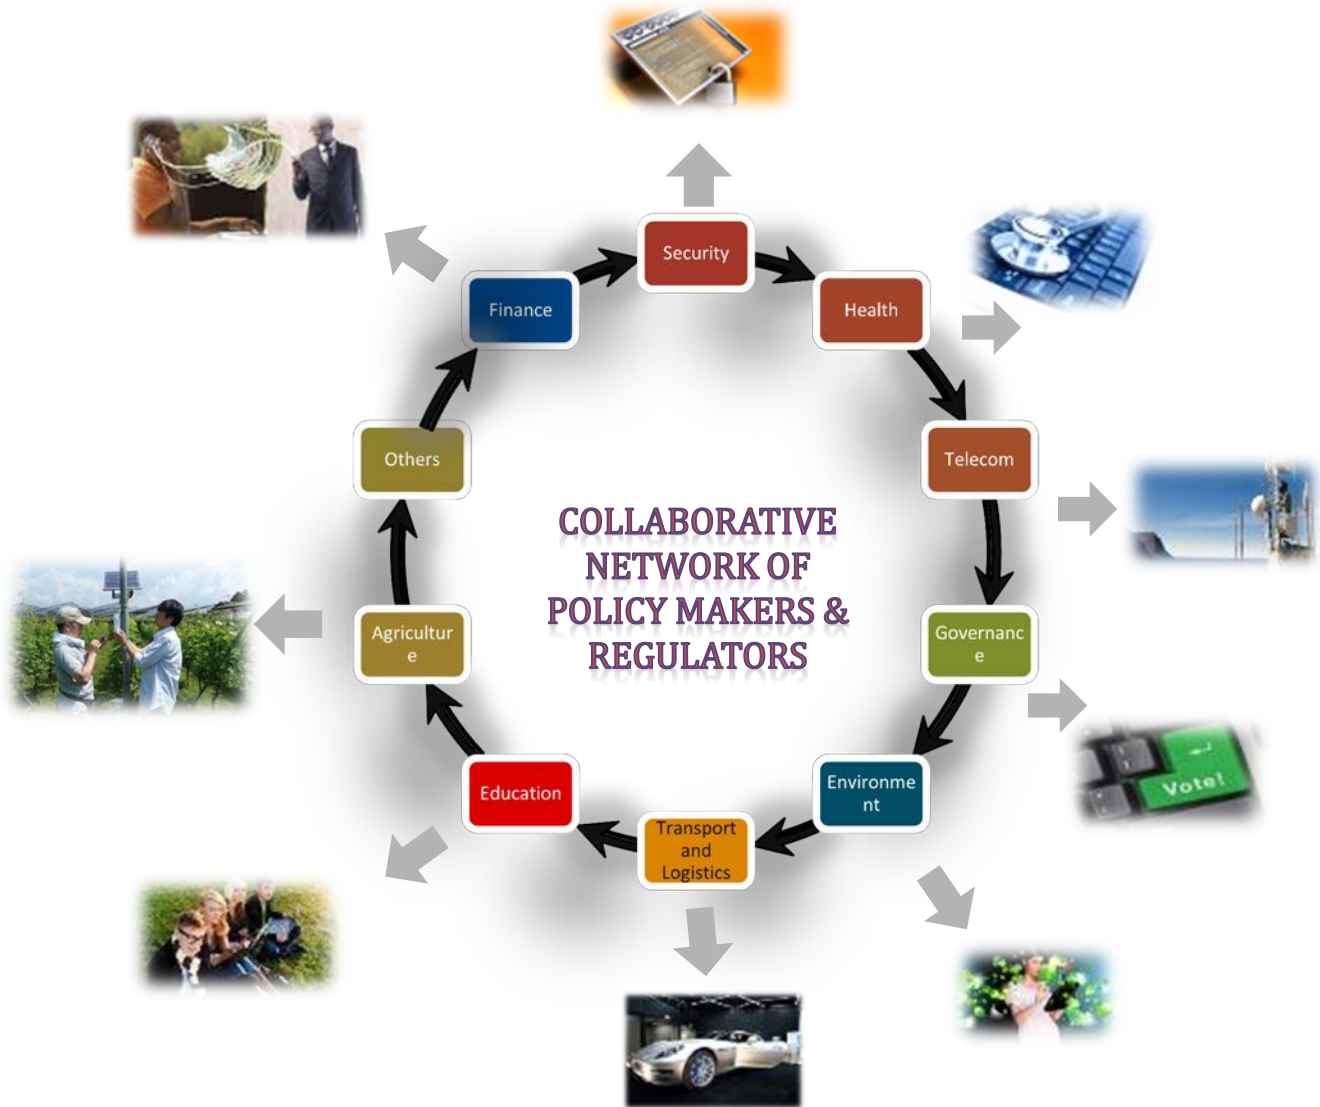 Security
Finance
Health
Others
Telecom
COLLABORATIVE
NETWORK OF
POLICY MAKERS &
REGULATORS
Agricultur
e
Governanc
e
Vote!
Education
Environme
nt
Transport
and
Logistics